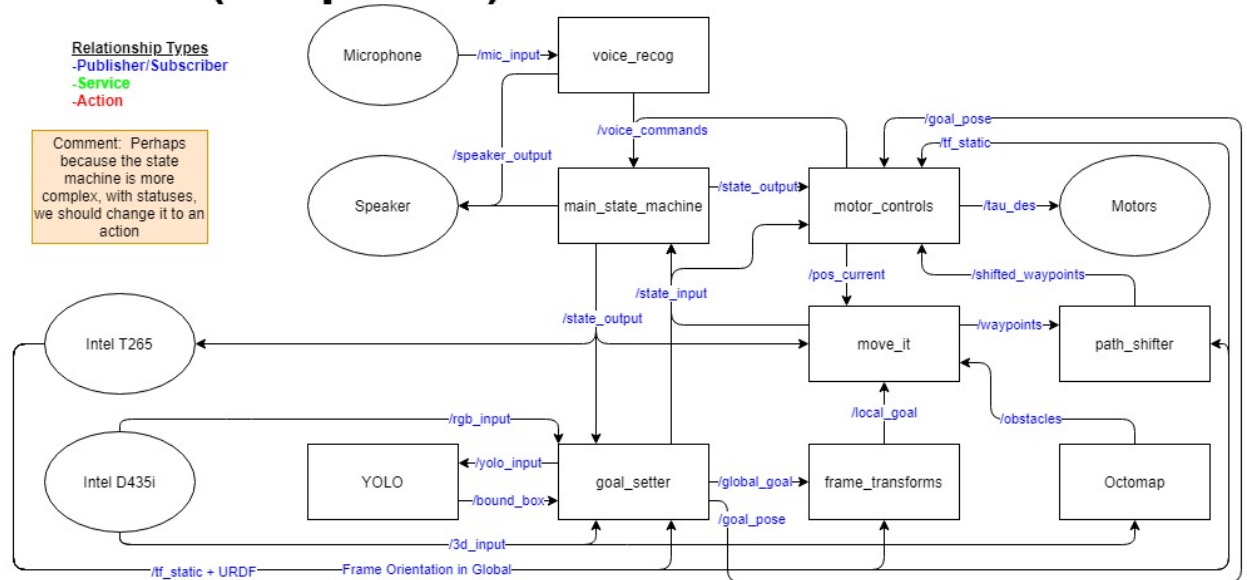 Relationship Types
-Publisher/Subscriber
-Service
-Action
Comment: Perhaps
because the state
machine is more
complex, with statuses,
we should change it to an
action
Microphone
/mic_input
voice_recog
/voice_commands
/speaker_output
/goal_pose
/tf_static
Speaker
main_state_machine
/state_output
motor_controls
/tau_des
Motors
/pos_current
/shifted_waypoints
/state_input
/state_output
Intel T265
move_it
/waypoints
path_shifter
/local_goal
/obstacles
/rgb_input
Intel D435i
YOLO
/yolo_input
/bound_box
goal_setter
/global_goal
frame_transforms
Octomap
/goal_pose
/3d_input
/tf_static + URDF
Frame Orientation in Global